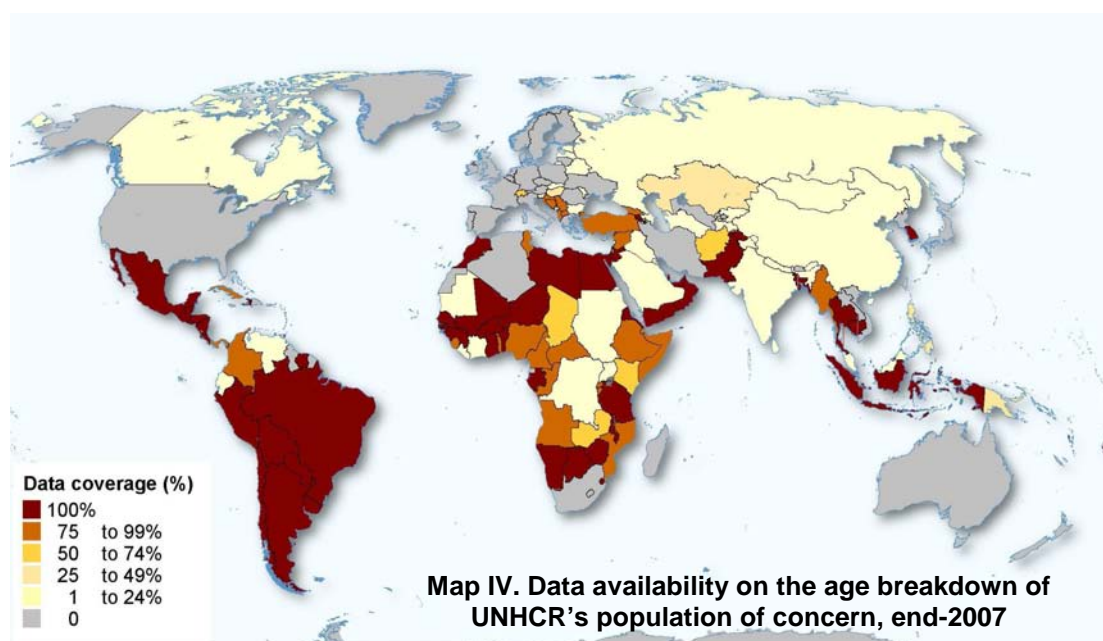 Data coverage (%)
100%
75 to 99%
50 to 74%
25 to 49%
1 to 24%
0
Map IV. Data availability on the age breakdown of
UNHCR’s population of concern, end-2007